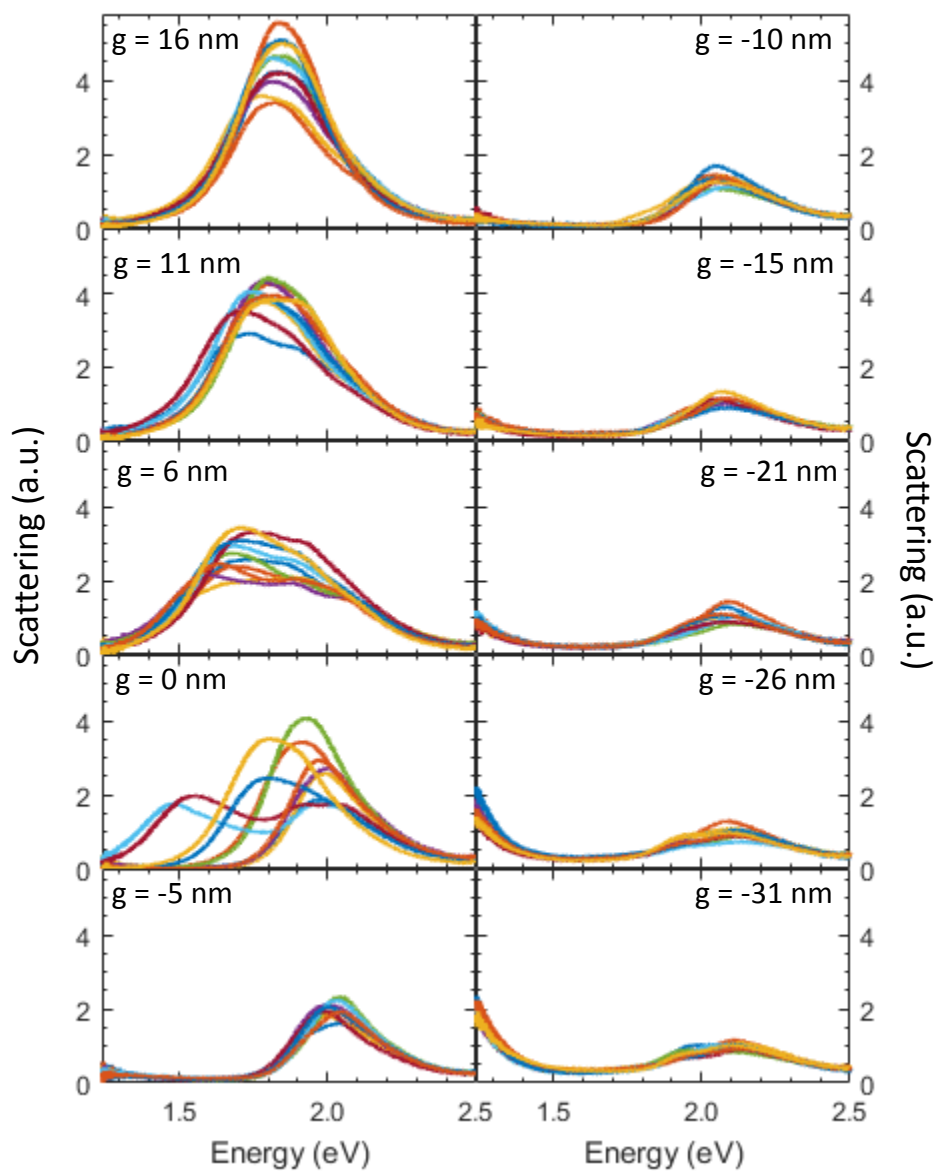 g = 16 nm
g = -10 nm
4
2
0
4
2
0
g = 11 nm
g = -15 nm
4
2
0
4
2
0
g = 6 nm
g = -21 nm
4
2
0
4
2
0
g = 0 nm
g = -26 nm
4
2
0
4
2
0
g = -5 nm
g = -31 nm
4
2
0
4
2
0
1.5 2.0 2.5 1.5 2.0 2.5
Energy (eV) Energy (eV)
Scattering (a.u.)
Scattering (a.u.)